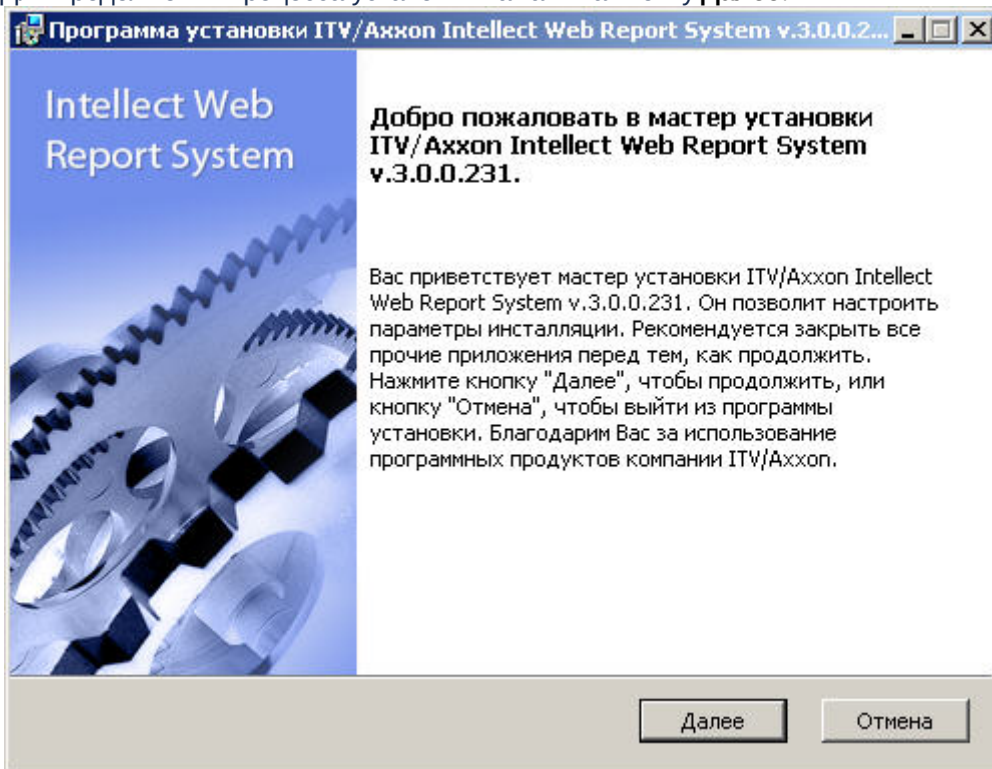 Программа установки ITV/Axxon Intellect Web Report System v.3.0.0.2...
Intellect Web
Report System
Добро пожаловать в мастер установки
ITV/Axxon Intellect Web Report System
v.3.0.0.231.
Вас приветствует мастер установки ITV/Axxon Intellect
Web Report System v.3.0.0.231. Он позволит настроить
параметры инсталляции. Рекомендуется закрыть все
прочие приложения перед тем, как продолжить.
Нажмите кнопку "Далее", чтобы продолжить, или
кнопку "Отмена", чтобы выйти из программы
установки. Благодарим Вас за использование
программных продуктов компании ITV/Axxon.
Далее
Отмена